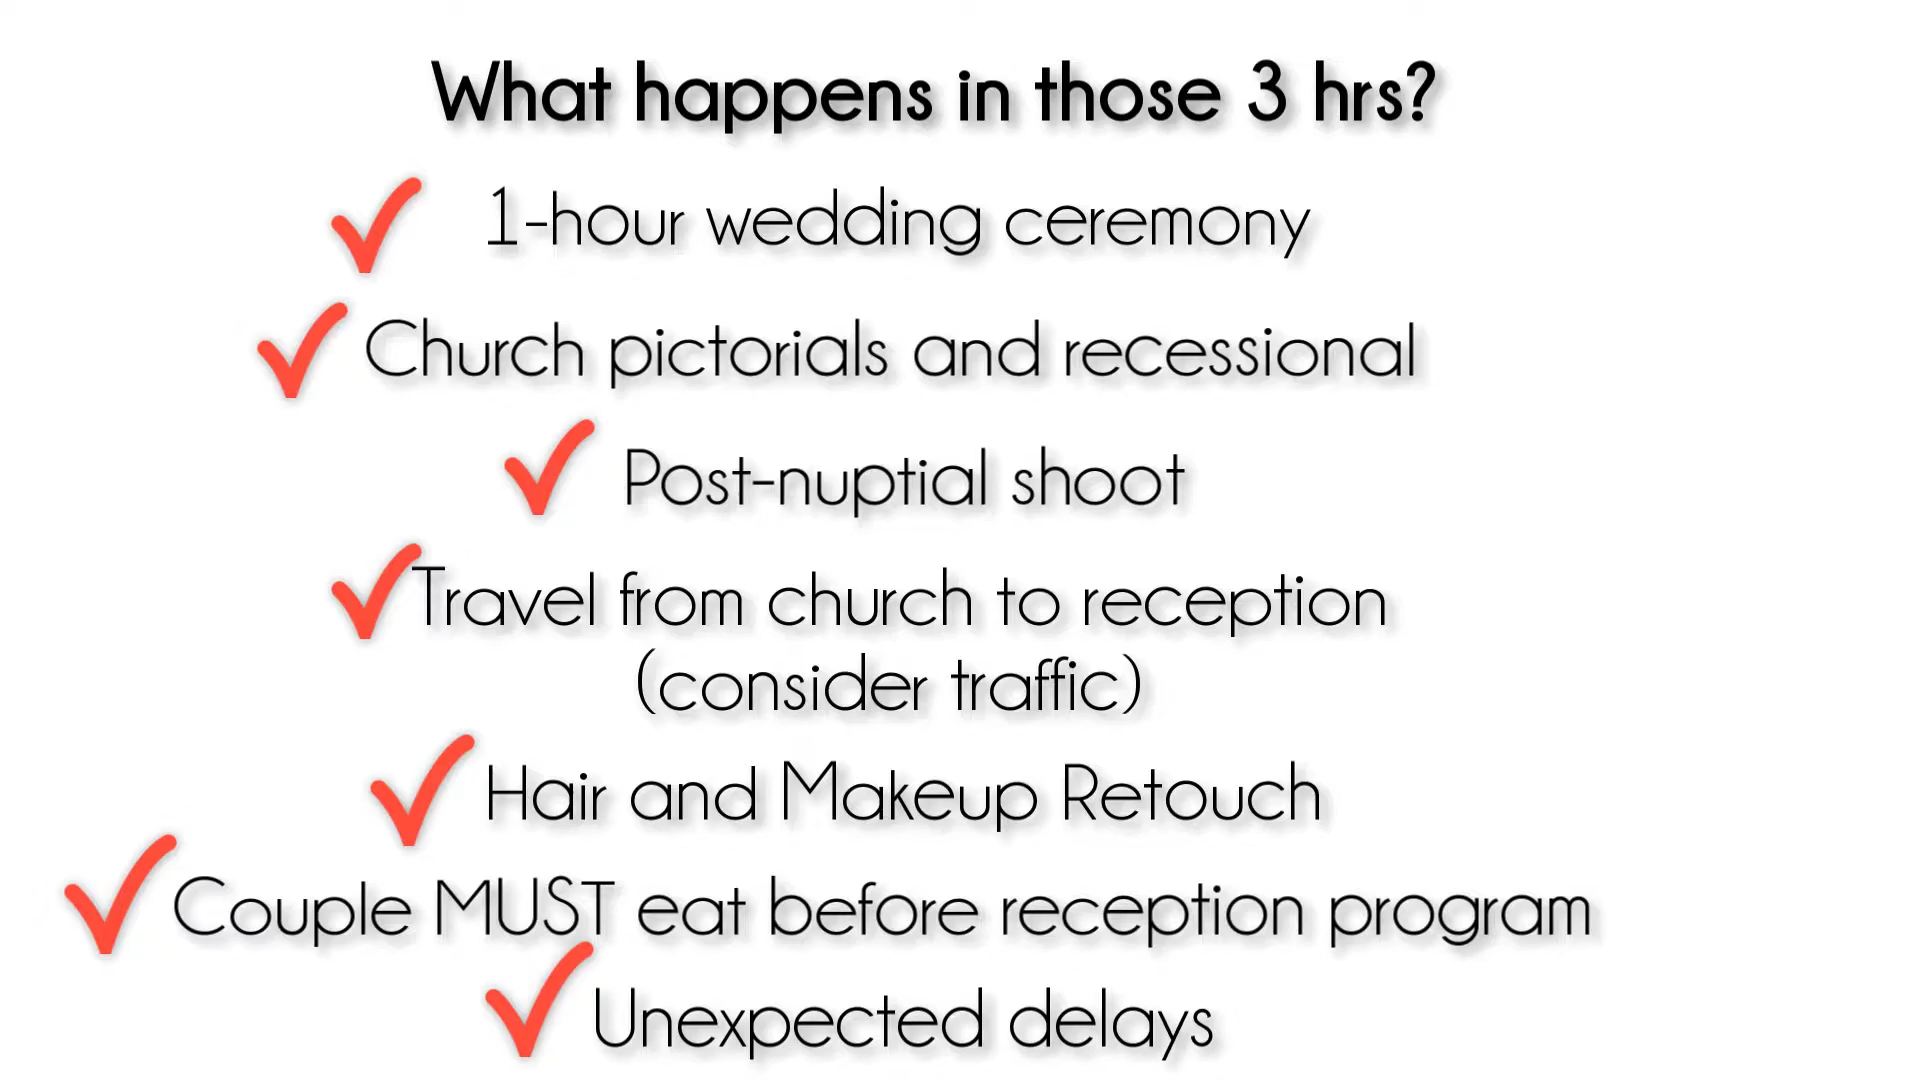 What happens in those 3 hrs?
1-hour wedding ceremony
Church pictorials and recessional
Post-nuptial shoot
Travel from church to reception
(consider traffic)
Hair and Makeup Retouch
Couple MUST eat before reception program
Unexpected delays